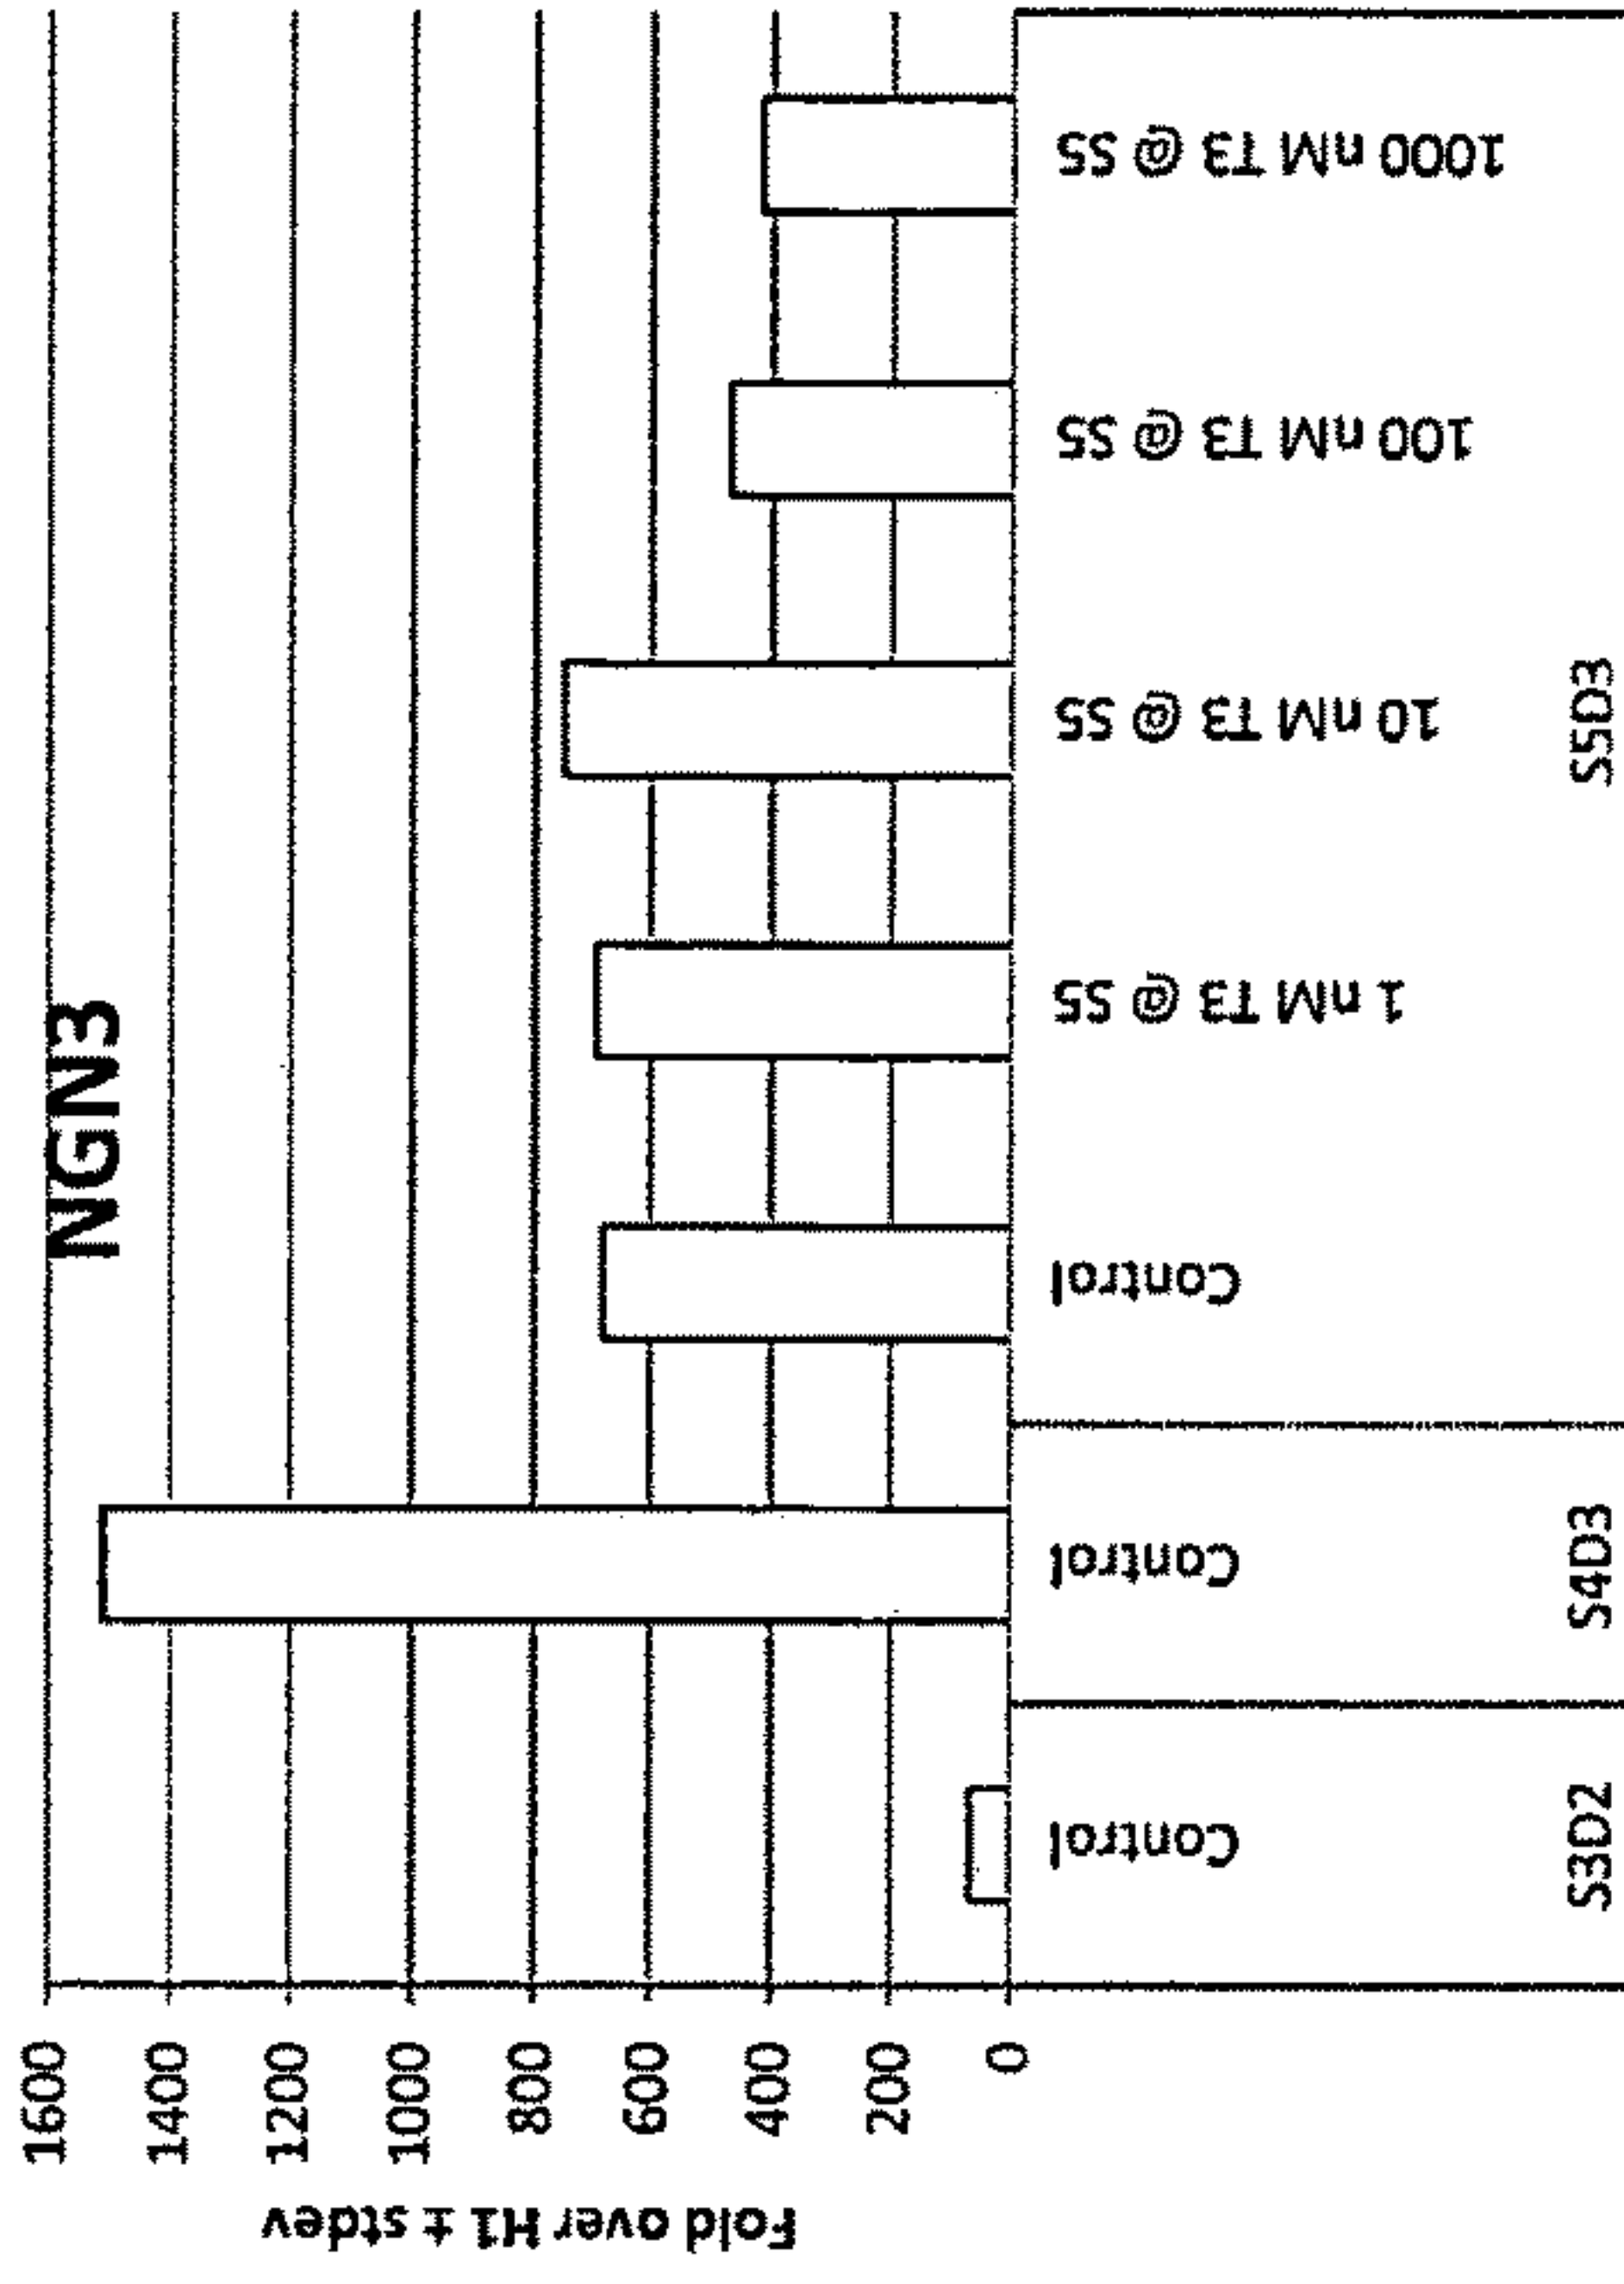 NGN3
Fold over H1 ± stdev
1600
1400
1200
1000
800
600
400
200
0
Control
Control
Control
1 nM T3 @ S5
10 nM T3 @ S5
100 nM T3 @ S5
1000 nM T3 @ S5
S3D2
S4D3
S5D3